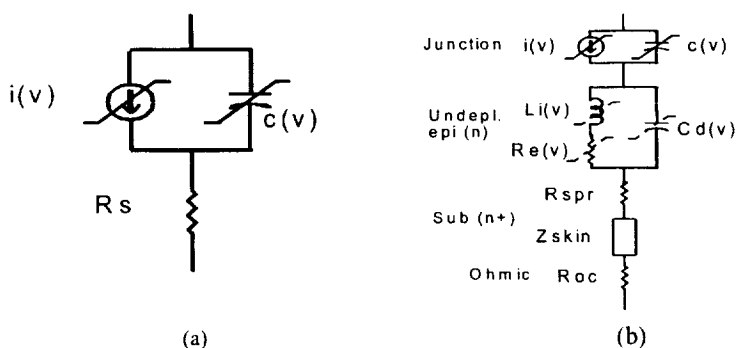 i(v)
c(v)
Rs
(a)
Junction
i(v)
c(v)
Undepl.
epi (n)
Li(v)
Re(v)
Cd(v)
Rspr
Sub (n+)
Zskin
Ohmic
Roc
(b)